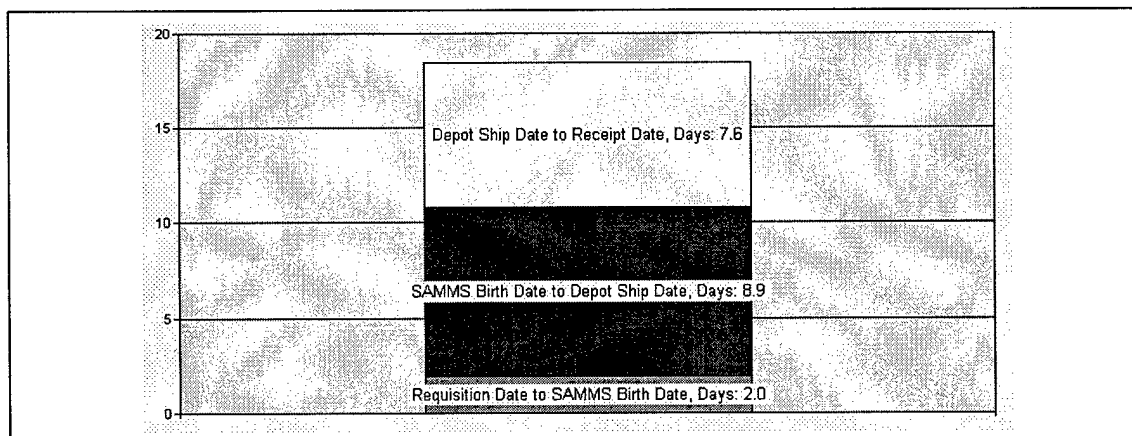 20
Depot Ship Date to Receipt Date, Days: 7.6
15
10
SAMMS Birth Date to Depot Ship Date, Days: 8.9
5
Requisition Date to SAMMS Birth Date, Days: 2.0
0